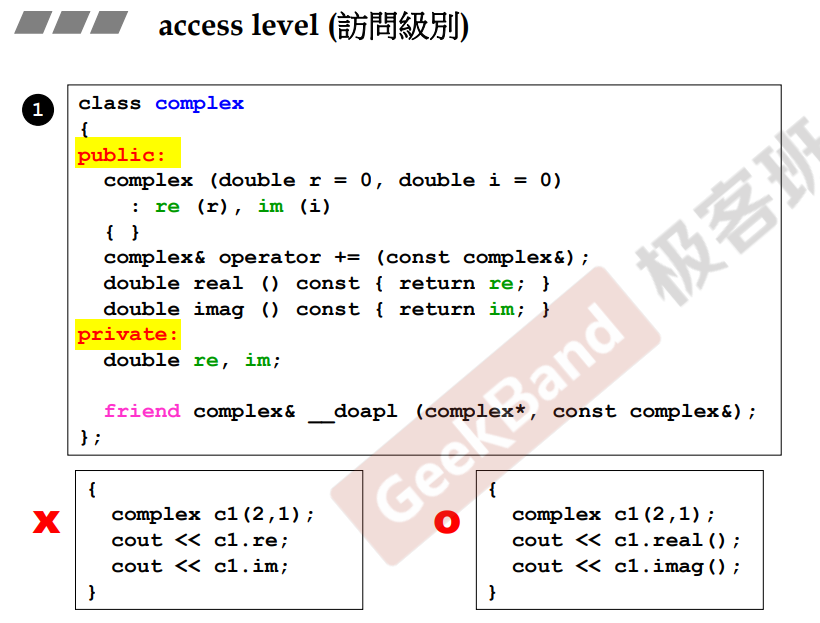 access level (訪問級別)
1
class complex
{
public:
  complex (double r = 0, double i = 0)
    : re (r), im (i)
  { }
  complex& operator += (const complex&);
  double real () const { return re; }
  double imag () const { return im; }
private:
  double re, im;
  friend complex& __doapl (complex*, const complex&);
};
GeekBand 极客班
x
{
  complex c1(2,1);
  cout << c1.re;
  cout << c1.im;
}
o
{
  complex c1(2,1);
  cout << c1.real();
  cout << c1.imag();
}